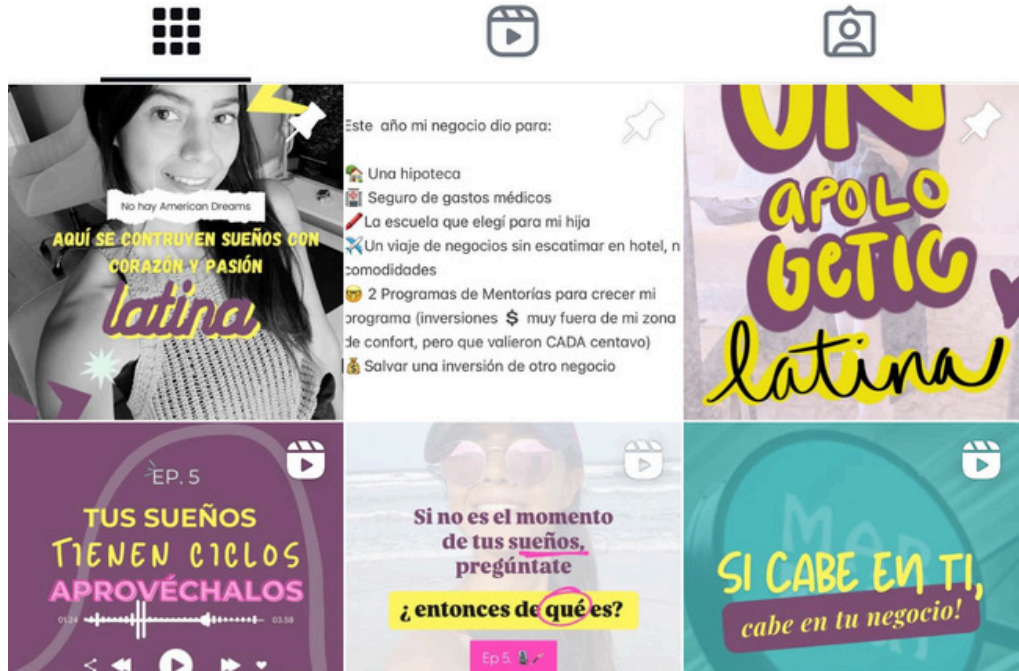 No hay American Dreams
AQUÍ SE CONTRUYEN SUEÑOS CON
CORAZÓN Y PASIÓN
latina
Este año mi negocio dio para:
🏡 Una hipoteca
🏥 Seguro de gastos médicos
🖍️La escuela que elegí para mi hija
✈️Un viaje de negocios sin escatimar en hotel, n
comodidades
🤓 2 Programas de Mentorías para crecer mi
programa (inversiones 💲 muy fuera de mi zona
de confort, pero que valieron CADA centavo)
💰 Salvar una inversión de otro negocio
UN
APOLO
GETIC
latina
EP. 5
TUS SUEÑOS
TIENEN CICLOS
APROVÉCHALOS
01:24 03:58
Si no es el momento
de tus sueños,
pregúntate
¿entonces de qué es?
Ep 5. 🎙️
SI CABE EN TI,
cabe en tu negocio!